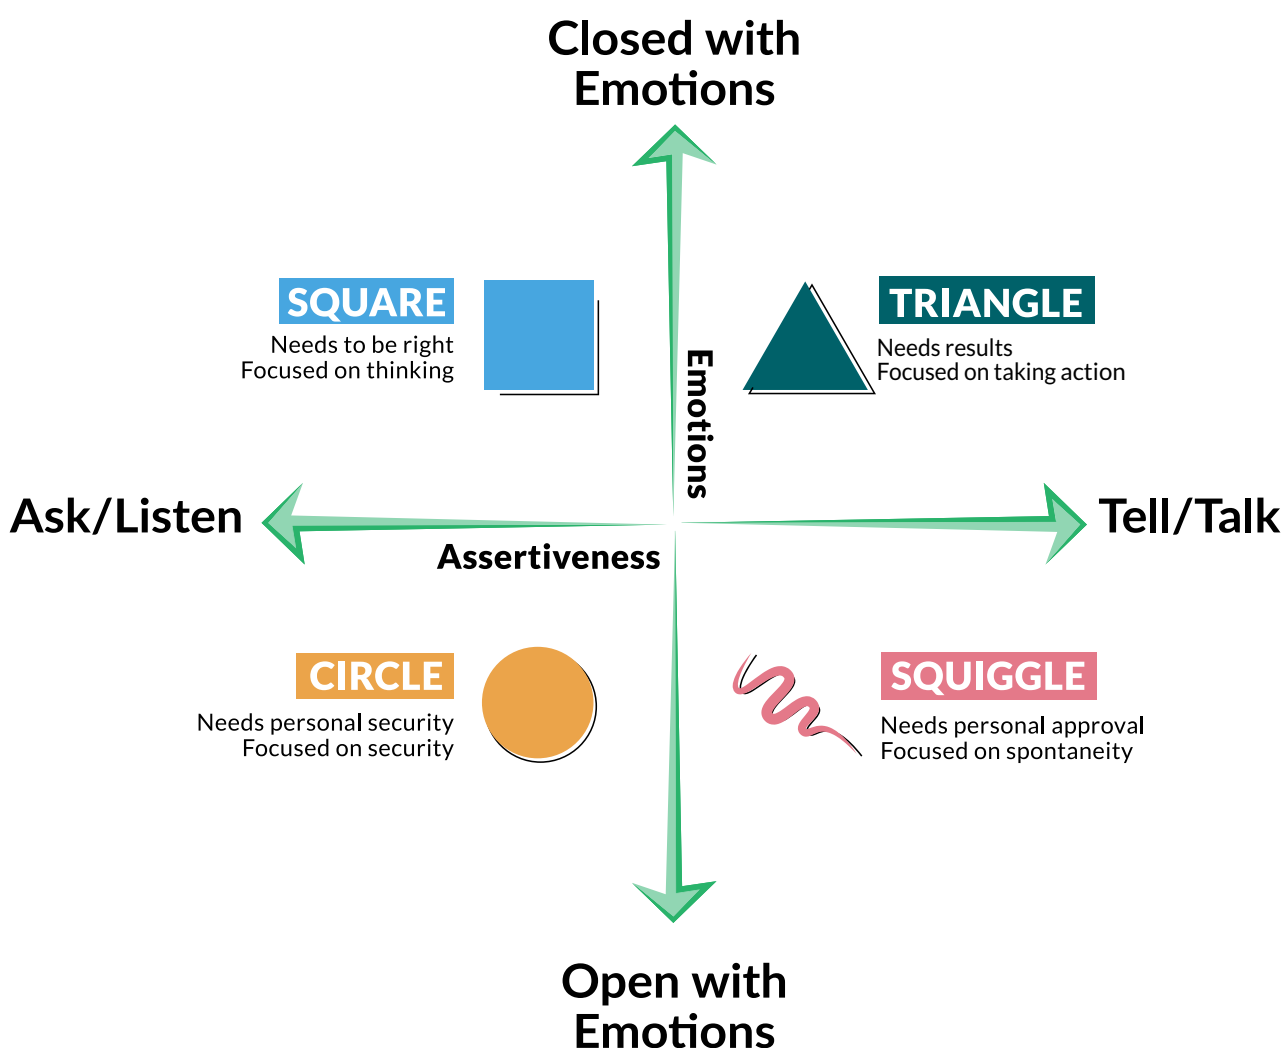 Closed with
Emotions
SQUARE
Needs to be right
Focused on thinking
TRIANGLE
Needs results
Focused on taking action
Emotions
Ask/Listen
Tell/Talk
Assertiveness
CIRCLE
Needs personal security
Focused on security
SQUIGGLE
Needs personal approval
Focused on spontaneity
Open with
Emotions